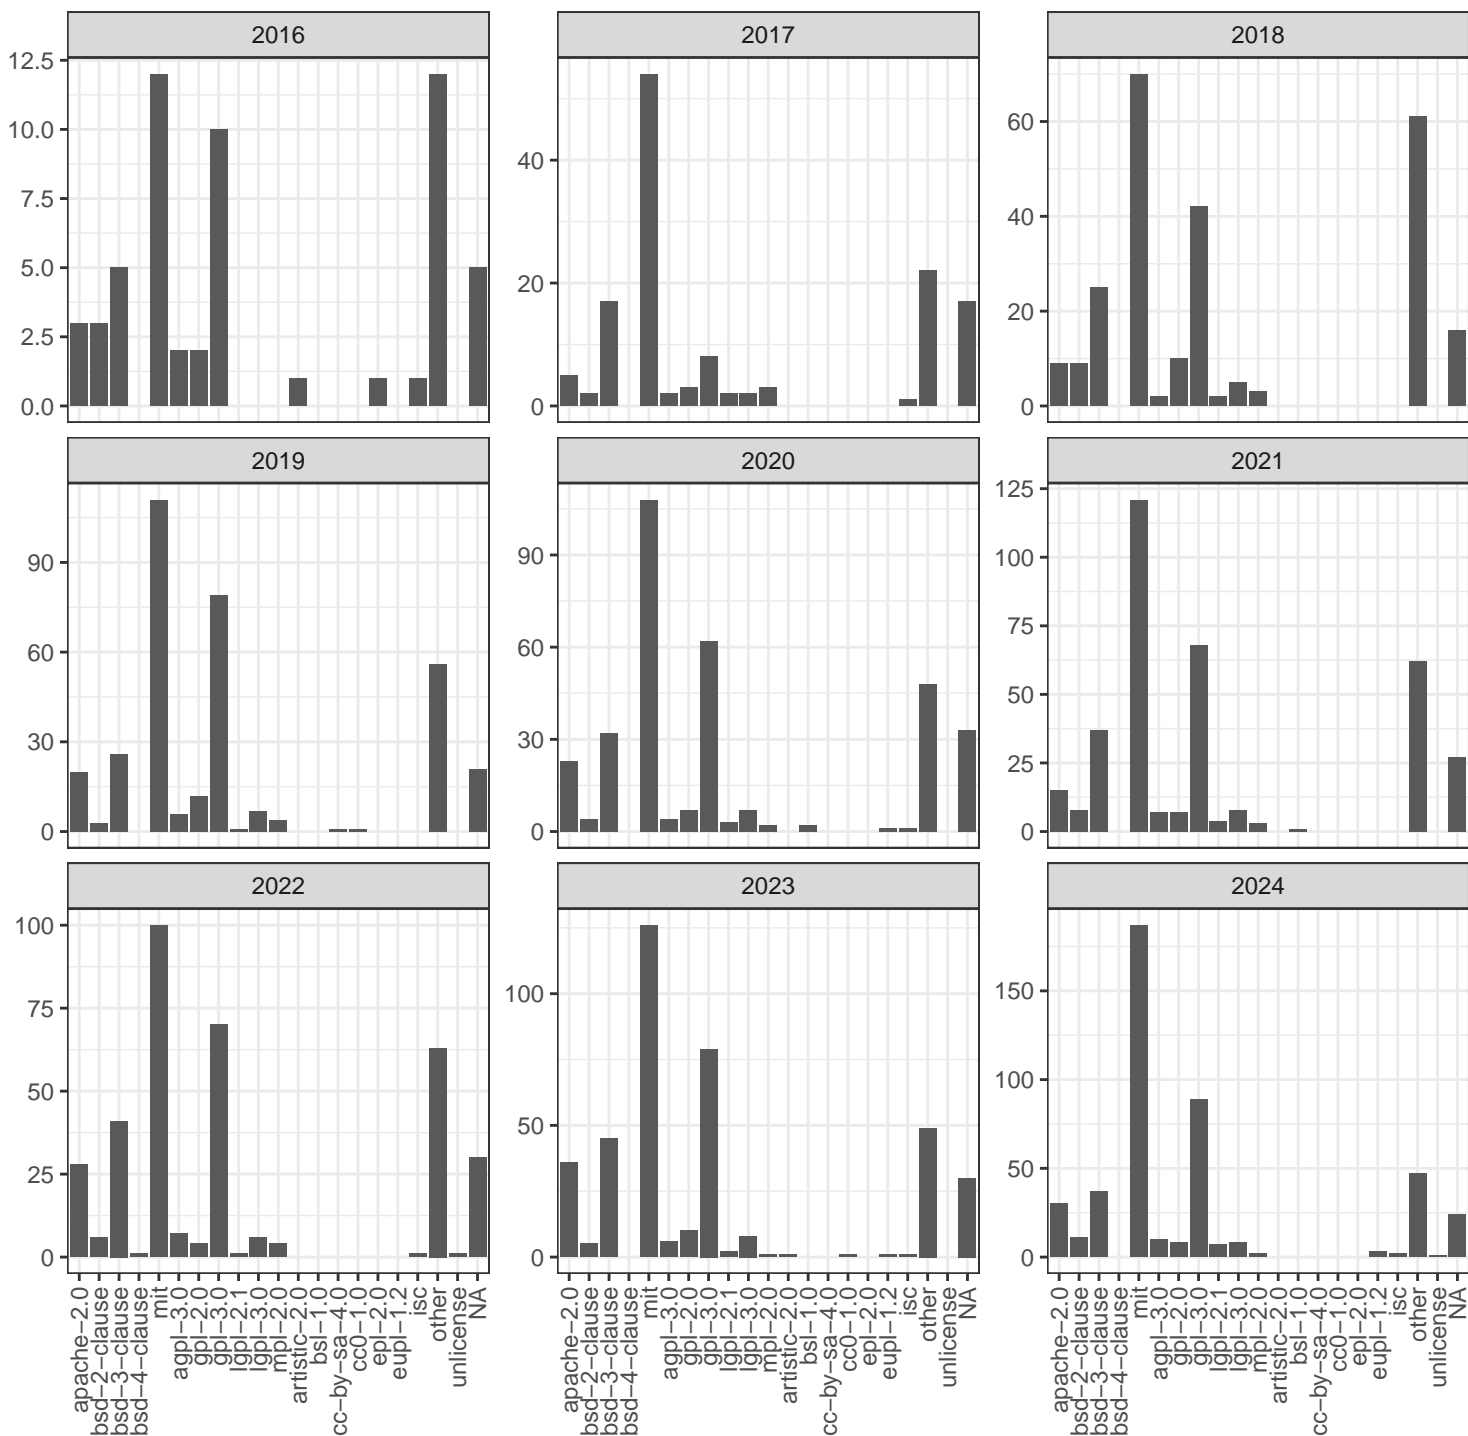 2016
2017
2018
12.5
10.0
7.5
5.0
2.5
0.0
40
20
0
60
40
20
0
2019
2020
2021
90
60
30
0
90
60
30
0
125
100
75
50
25
0
2022
2023
2024
100
75
50
25
0
100
50
0
150
100
50
0
apache−2.0
bsd−2−clause
bsd−3−clause
bsd−4−clause
mit
agpl−3.0
gpl−2.0
gpl−3.0
lgpl−2.1
lgpl−3.0
mpl−2.0
artistic−2.0
bsl−1.0
cc−by−sa−4.0
cc0−1.0
epl−2.0
eupl−1.2
isc
other
unlicense
NA
apache−2.0
bsd−2−clause
bsd−3−clause
bsd−4−clause
mit
agpl−3.0
gpl−2.0
gpl−3.0
lgpl−2.1
lgpl−3.0
mpl−2.0
artistic−2.0
bsl−1.0
cc−by−sa−4.0
cc0−1.0
epl−2.0
eupl−1.2
isc
other
unlicense
NA
apache−2.0
bsd−2−clause
bsd−3−clause
bsd−4−clause
mit
agpl−3.0
gpl−2.0
gpl−3.0
lgpl−2.1
lgpl−3.0
mpl−2.0
artistic−2.0
bsl−1.0
cc−by−sa−4.0
cc0−1.0
epl−2.0
eupl−1.2
isc
other
unlicense
NA